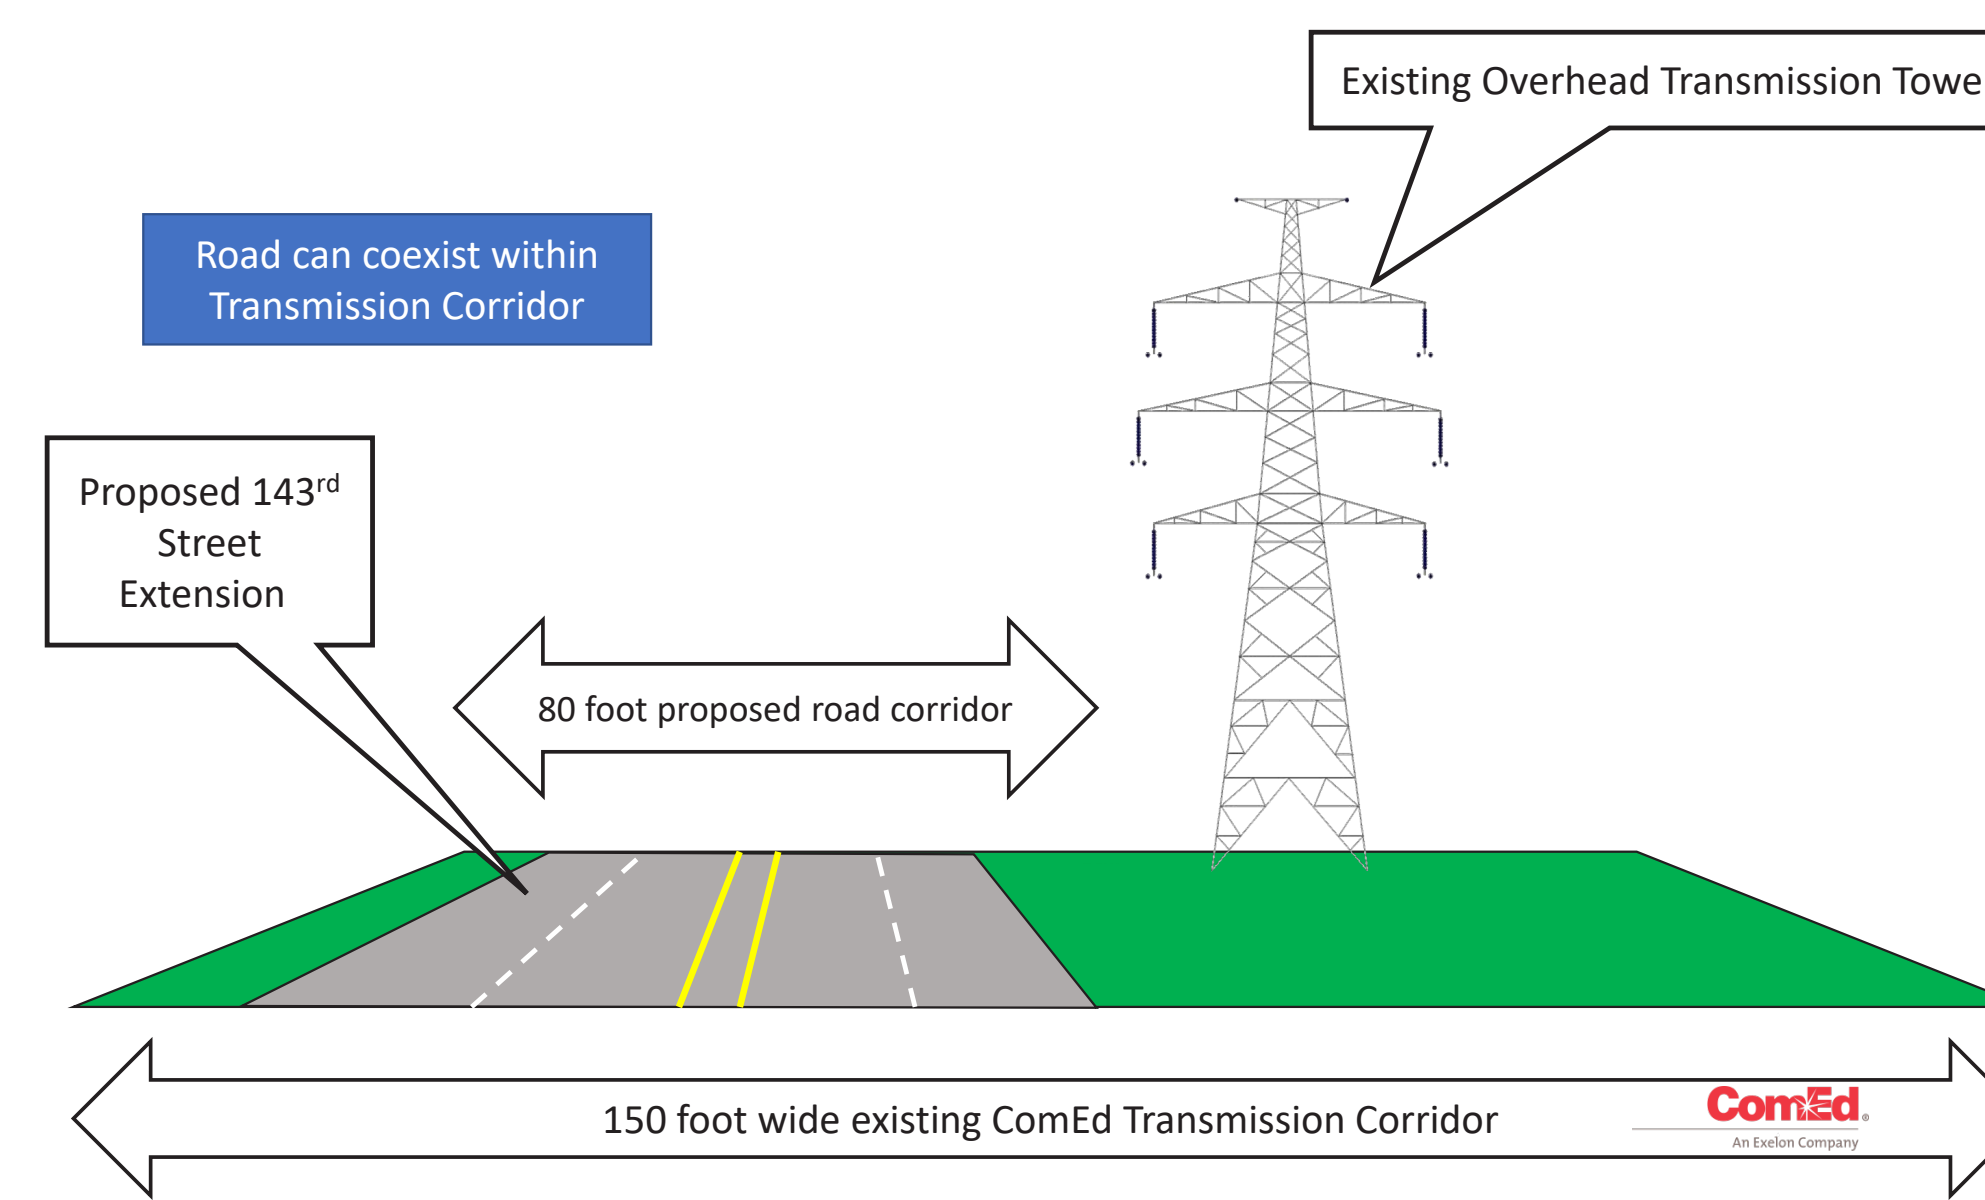 Existing Overhead Transmission Towe
Road can coexist within
Transmission Corridor
Proposed 143rd
Street
Extension
80 foot proposed road corridor
150 foot wide existing ComEd Transmission Corridor
ComEd®
An Exelon Company